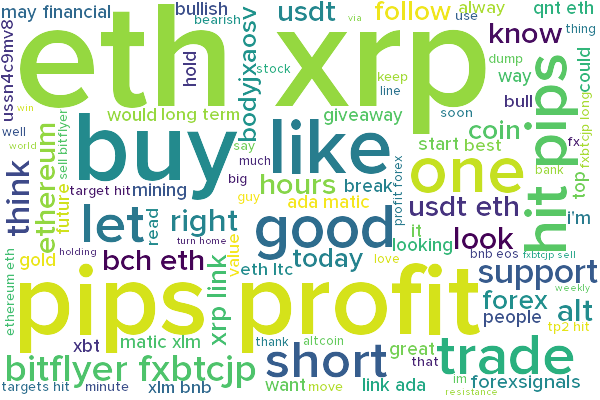 may financial
bullish
bearish
usdt
follow
alway
use
via
qnt eth
thing
ussn4c9mv8
eth xrp
hold
stock
bodyjxaosv
keep
line
know
dump
way
could
would long term
giveaway
soon
bull
win
well
world
sell bitflyer
ethereum
future
think
buy
say
much
big
guy
like
start
best
coin
hit pips
top
fxbtcjp long
fx
bank
target hit
mining
hours
break
one
profit forex
ada matic
usdt eth
i'm
let
right
read
turn home
good
it
looking
look
bnb eos
fxbtcjp sell
ethereum eth
gold
holding
bch eth
xrp link
value
eth ltc
today
love
support
weekly
pips profit
forex
people
alt
tp2 hit
xbt
matic xlm
thank
altcoin
great
that
trade
bitflyer fxbtcjp
short
targets hit
minute
xlm bnb
want
move
link ada
im
forexsignals
resistance